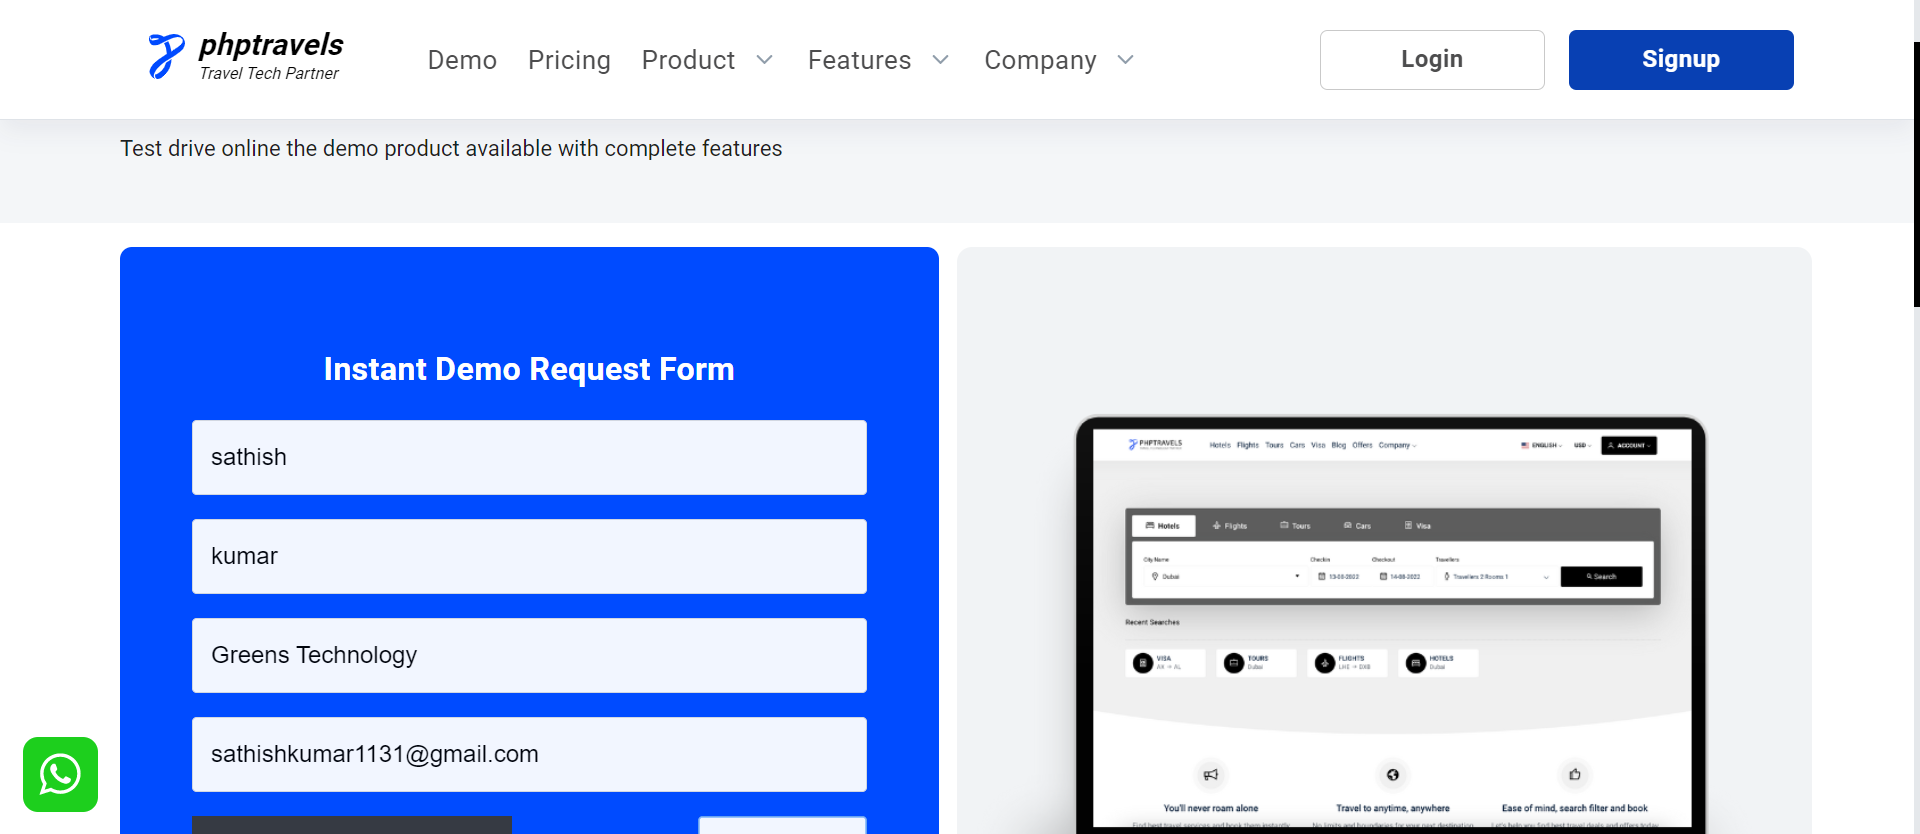 phptravels
Travel Tech Partner
Demo Pricing Product Features Company
Login
Signup
Test drive online the demo product available with complete features
Instant Demo Request Form
sathish
kumar
Greens Technology
sathishkumar1131@gmail.com
PHPTRAVELS
Hotels Flights Tours Cars Visa Blog Offers Company
ENGLISH USD ACCOUNT
Hotels Flights Tours Cars Visa
City Name Checkin Checkout Travellers
Dubai 14-08-2022 Travellers 2 Rooms 1 Search
Recent Searches
VISA TOURS FLIGHTS HOTELS
Dubai LHE → DXB Dubai
You'll never roam alone Travel to anytime, anywhere Ease of mind, search filter and book